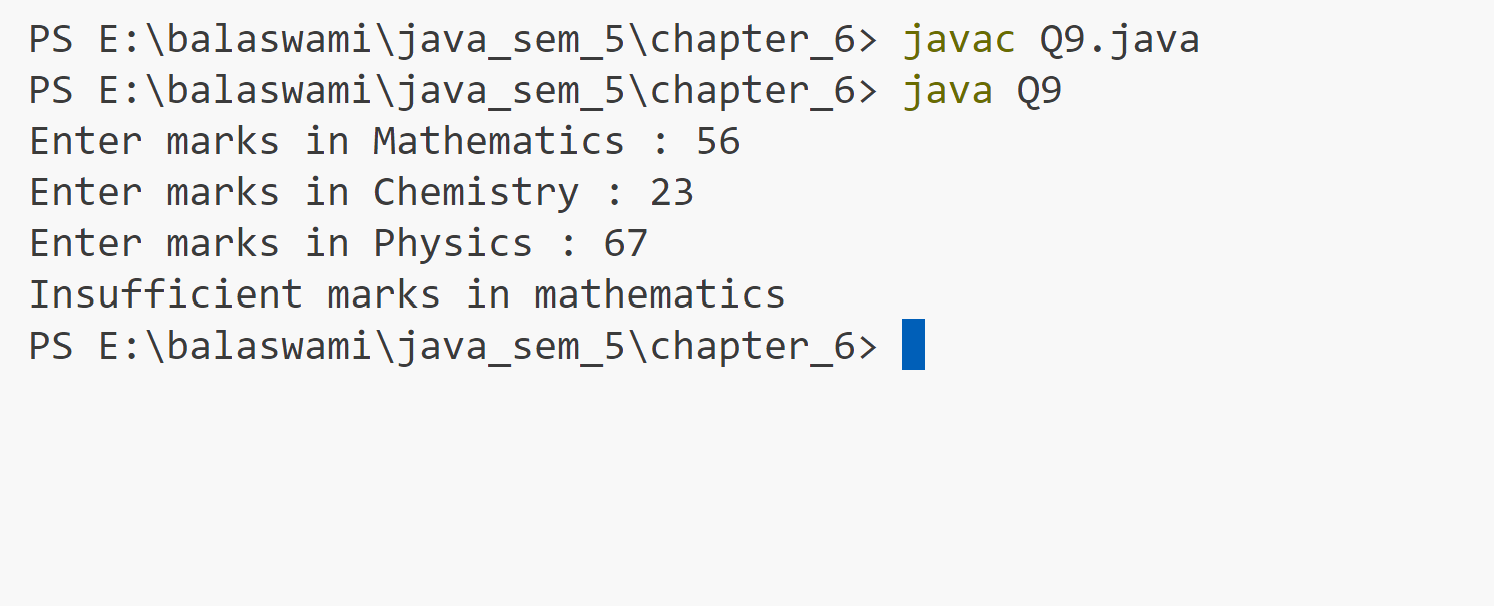 PS E:\balaswami\java_sem_5\chapter_6> javac Q9.java
PS E:\balaswami\java_sem_5\chapter_6> java Q9
Enter marks in Mathematics : 56
Enter marks in Chemistry : 23
Enter marks in Physics : 67
Insufficient marks in mathematics
PS E:\balaswami\java_sem_5\chapter_6>